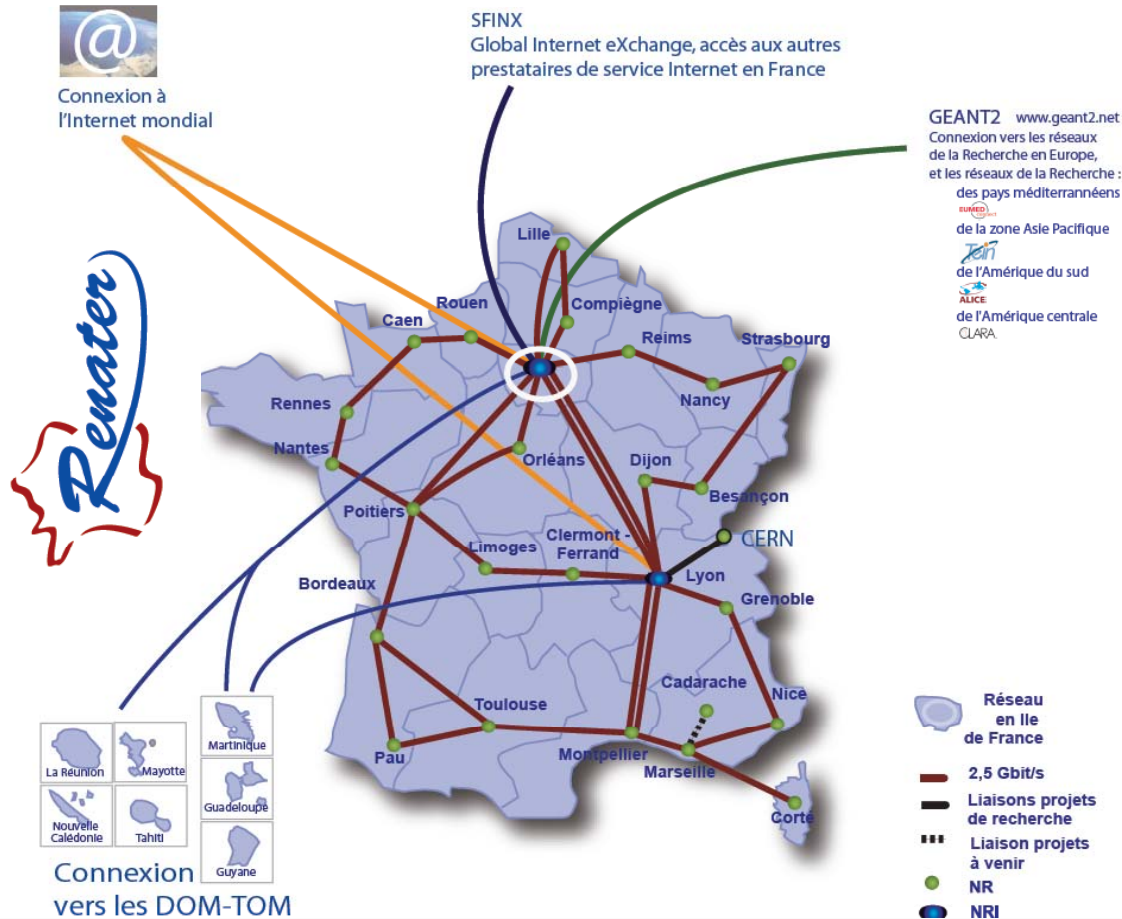 @
Connexion à
l'Internet mondial
SFINX
Global Internet eXchange, accès aux autres
prestataires de service Internet en France
GEANT2 www.geant2.net
Connexion vers les réseaux
de la Recherche en Europe,
et les réseaux de la Recherche :
des pays méditerrannéens
EUMED connect
de la zone Asie Pacifique
Tein
de l'Amérique du sud
ALICE
de l'Amérique centrale
CLARA
Renater
Lille
Rouen
Compiègne
Caen
Reims
Strasbourg
Rennes
Nancy
Nantes
Orléans
Dijon
Besançon
Poitiers
Limoges
Clermont -
Ferrand
CERN
Lyon
Bordeaux
Grenoble
Cadarache
Nice
Toulouse
Pau
Montpellier
Marseille
Corté
La Réunion
Mayotte
Martinique
Nouvelle
Calédonie
Tahiti
Guadeloupe
Guyane
Connexion
vers les DOM-TOM
Réseau
en Ile
de France
2,5 Gbit/s
Liaisons projets
de recherche
Liaison projets
à venir
NR
NRI